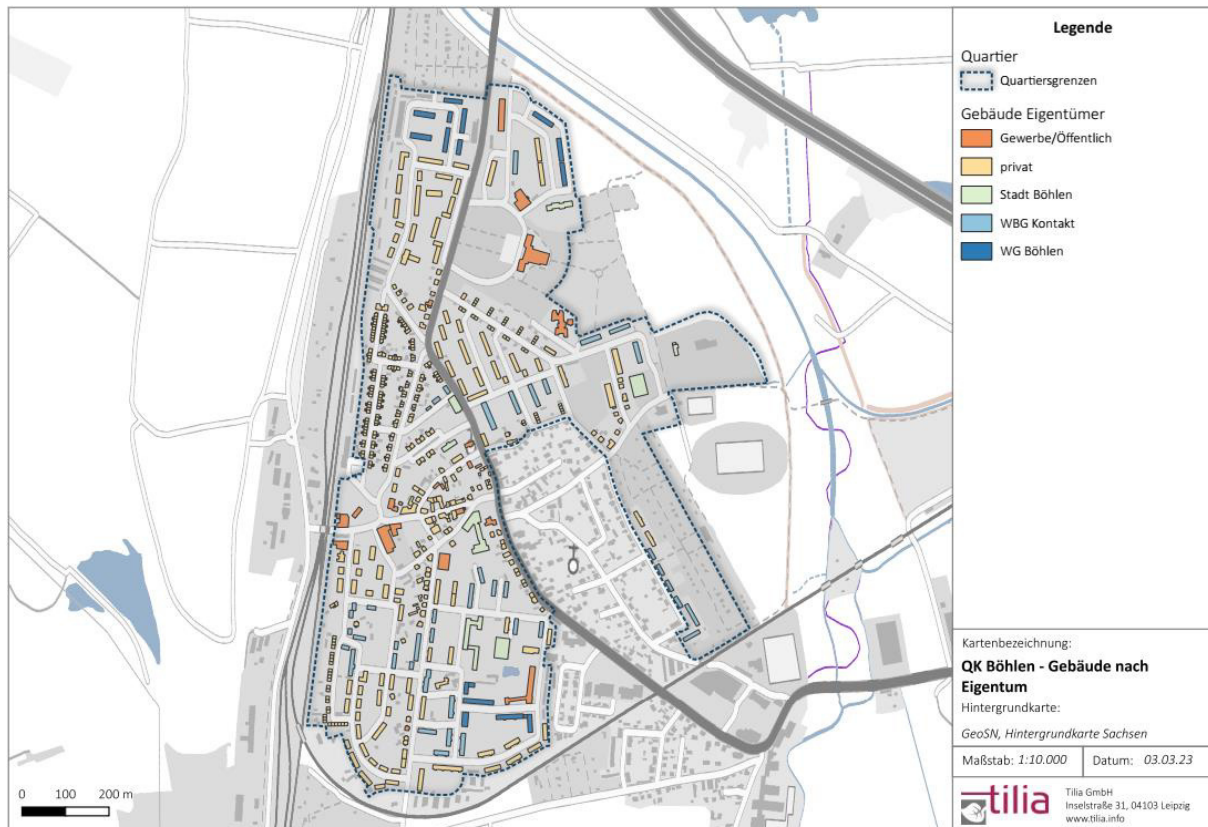 Legende
Quartier
Quartiersgrenzen
Gebäude Eigentümer
Gewerbe/Öffentlich
privat
Stadt Böhlen
WBG Kontakt
WG Böhlen
Kartenbezeichnung:
QK Böhlen - Gebäude nach
Eigentum
Hintergrundkarte:
GeoSN, Hintergrundkarte Sachsen
Maßstab: 1:10.000 Datum: 03.03.23
tilia
Tilia GmbH
Inselstraße 31, 04103 Leipzig
www.tilia.info
0 100 200 m